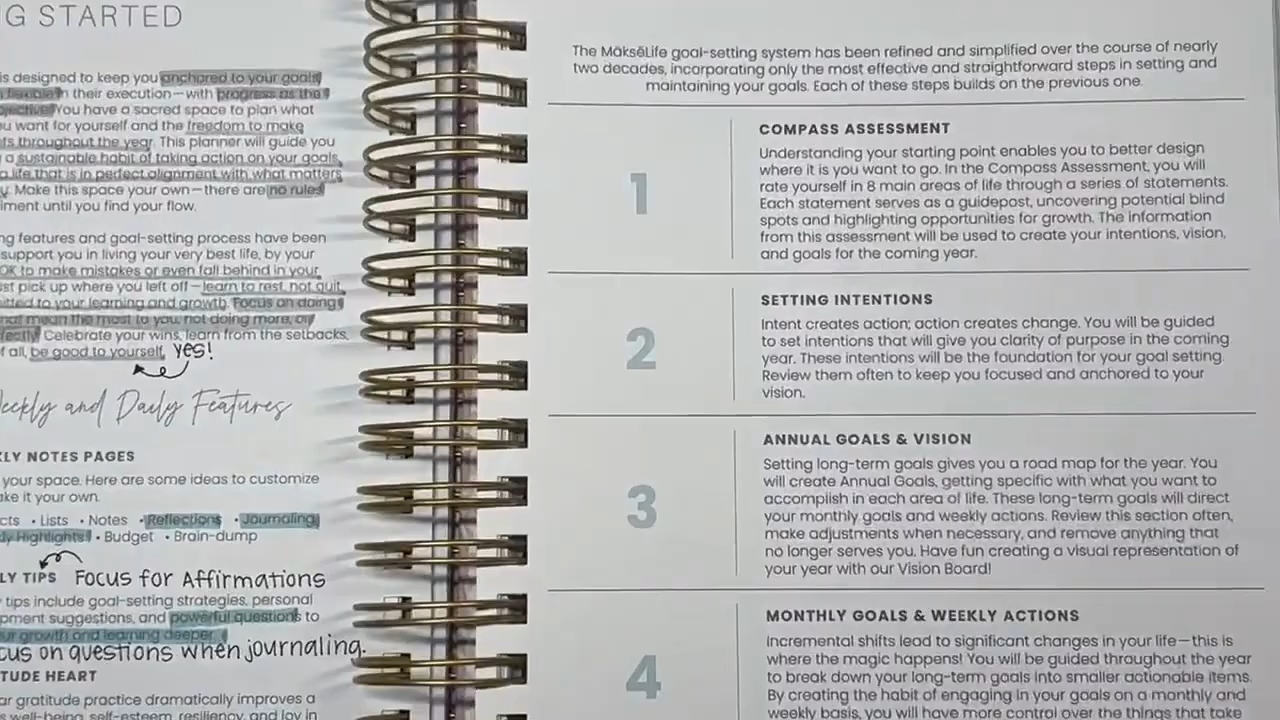 G STARTED
is designed to keep you anchored to your goals
flexible in their execution—with progress as the
objective. You have a sacred space to plan what
u want for yourself and the freedom to make
fts throughout the year. This planner will guide you
a sustainable habit of taking action on your goals,
a life that is in perfect alignment with what matters
Make this space your own—there are no rules
iment until you find your flow.
ng features and goal-setting process have been
support you in living your very best life, by your
OK to make mistakes or even fall behind in your
ust pick up where you left off—learn to rest, not quit.
itted to your learning and growth. Focus on doing
that mean the most to you, not doing more, or
fectly. Celebrate your wins, learn from the setbacks,
f all, be good to yourself. yes!
eekly and Daily Features
KLY NOTES PAGES
your space. Here are some ideas to customize
ake it your own.
cts • Lists • Notes • Reflections • Journaling
ly Highlights • Budget • Brain-dump
LY TIPS Focus for Affirmations
tips include goal-setting strategies, personal
pment suggestions, and powerful questions to
ur growth and learning deeper.
cus on questions when journaling.
TUDE HEART
ar gratitude practice dramatically improves a
s well-being, self-esteem, resiliency, and joy in
The MäksēLife goal-setting system has been refined and simplified over the course of nearly
two decades, incorporating only the most effective and straightforward steps in setting and
maintaining your goals. Each of these steps builds on the previous one.
1
COMPASS ASSESSMENT
Understanding your starting point enables you to better design
where it is you want to go. In the Compass Assessment, you will
rate yourself in 8 main areas of life through a series of statements.
Each statement serves as a guidepost, uncovering potential blind
spots and highlighting opportunities for growth. The information
from this assessment will be used to create your intentions, vision,
and goals for the coming year.
2
SETTING INTENTIONS
Intent creates action; action creates change. You will be guided
to set intentions that will give you clarity of purpose in the coming
year. These intentions will be the foundation for your goal setting.
Review them often to keep you focused and anchored to your
vision.
3
ANNUAL GOALS & VISION
Setting long-term goals gives you a road map for the year. You
will create Annual Goals, getting specific with what you want to
accomplish in each area of life. These long-term goals will direct
your monthly goals and weekly actions. Review this section often,
make adjustments when necessary, and remove anything that
no longer serves you. Have fun creating a visual representation of
your year with our Vision Board!
4
MONTHLY GOALS & WEEKLY ACTIONS
Incremental shifts lead to significant changes in your life—this is
where the magic happens! You will be guided throughout the year
to break down your long-term goals into smaller actionable items.
By creating the habit of engaging in your goals on a monthly and
weekly basis, you will have more control over the things that take